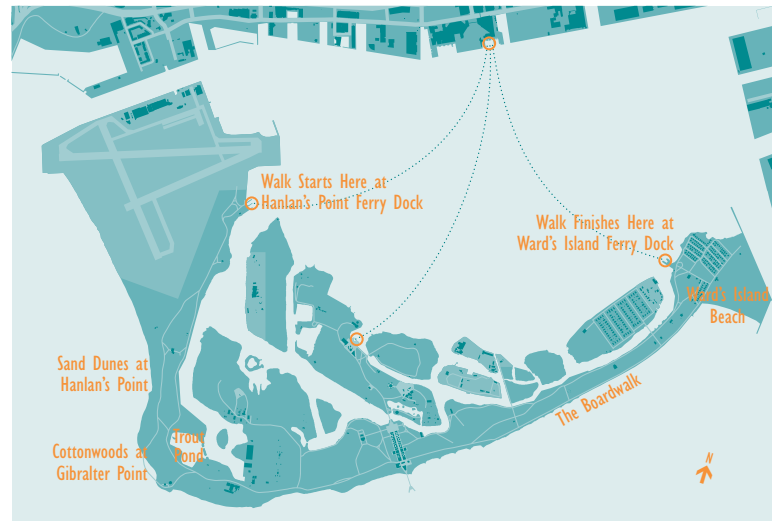 Walk Starts Here at
Hanlan's Point Ferry Dock
Walk Finishes Here at
Ward's Island Ferry Dock
Ward's Island
Beach
Sand Dunes at
Hanlan's Point
The Boardwalk
Trout
Pond
Cottonwoods at
Gibralter Point
N